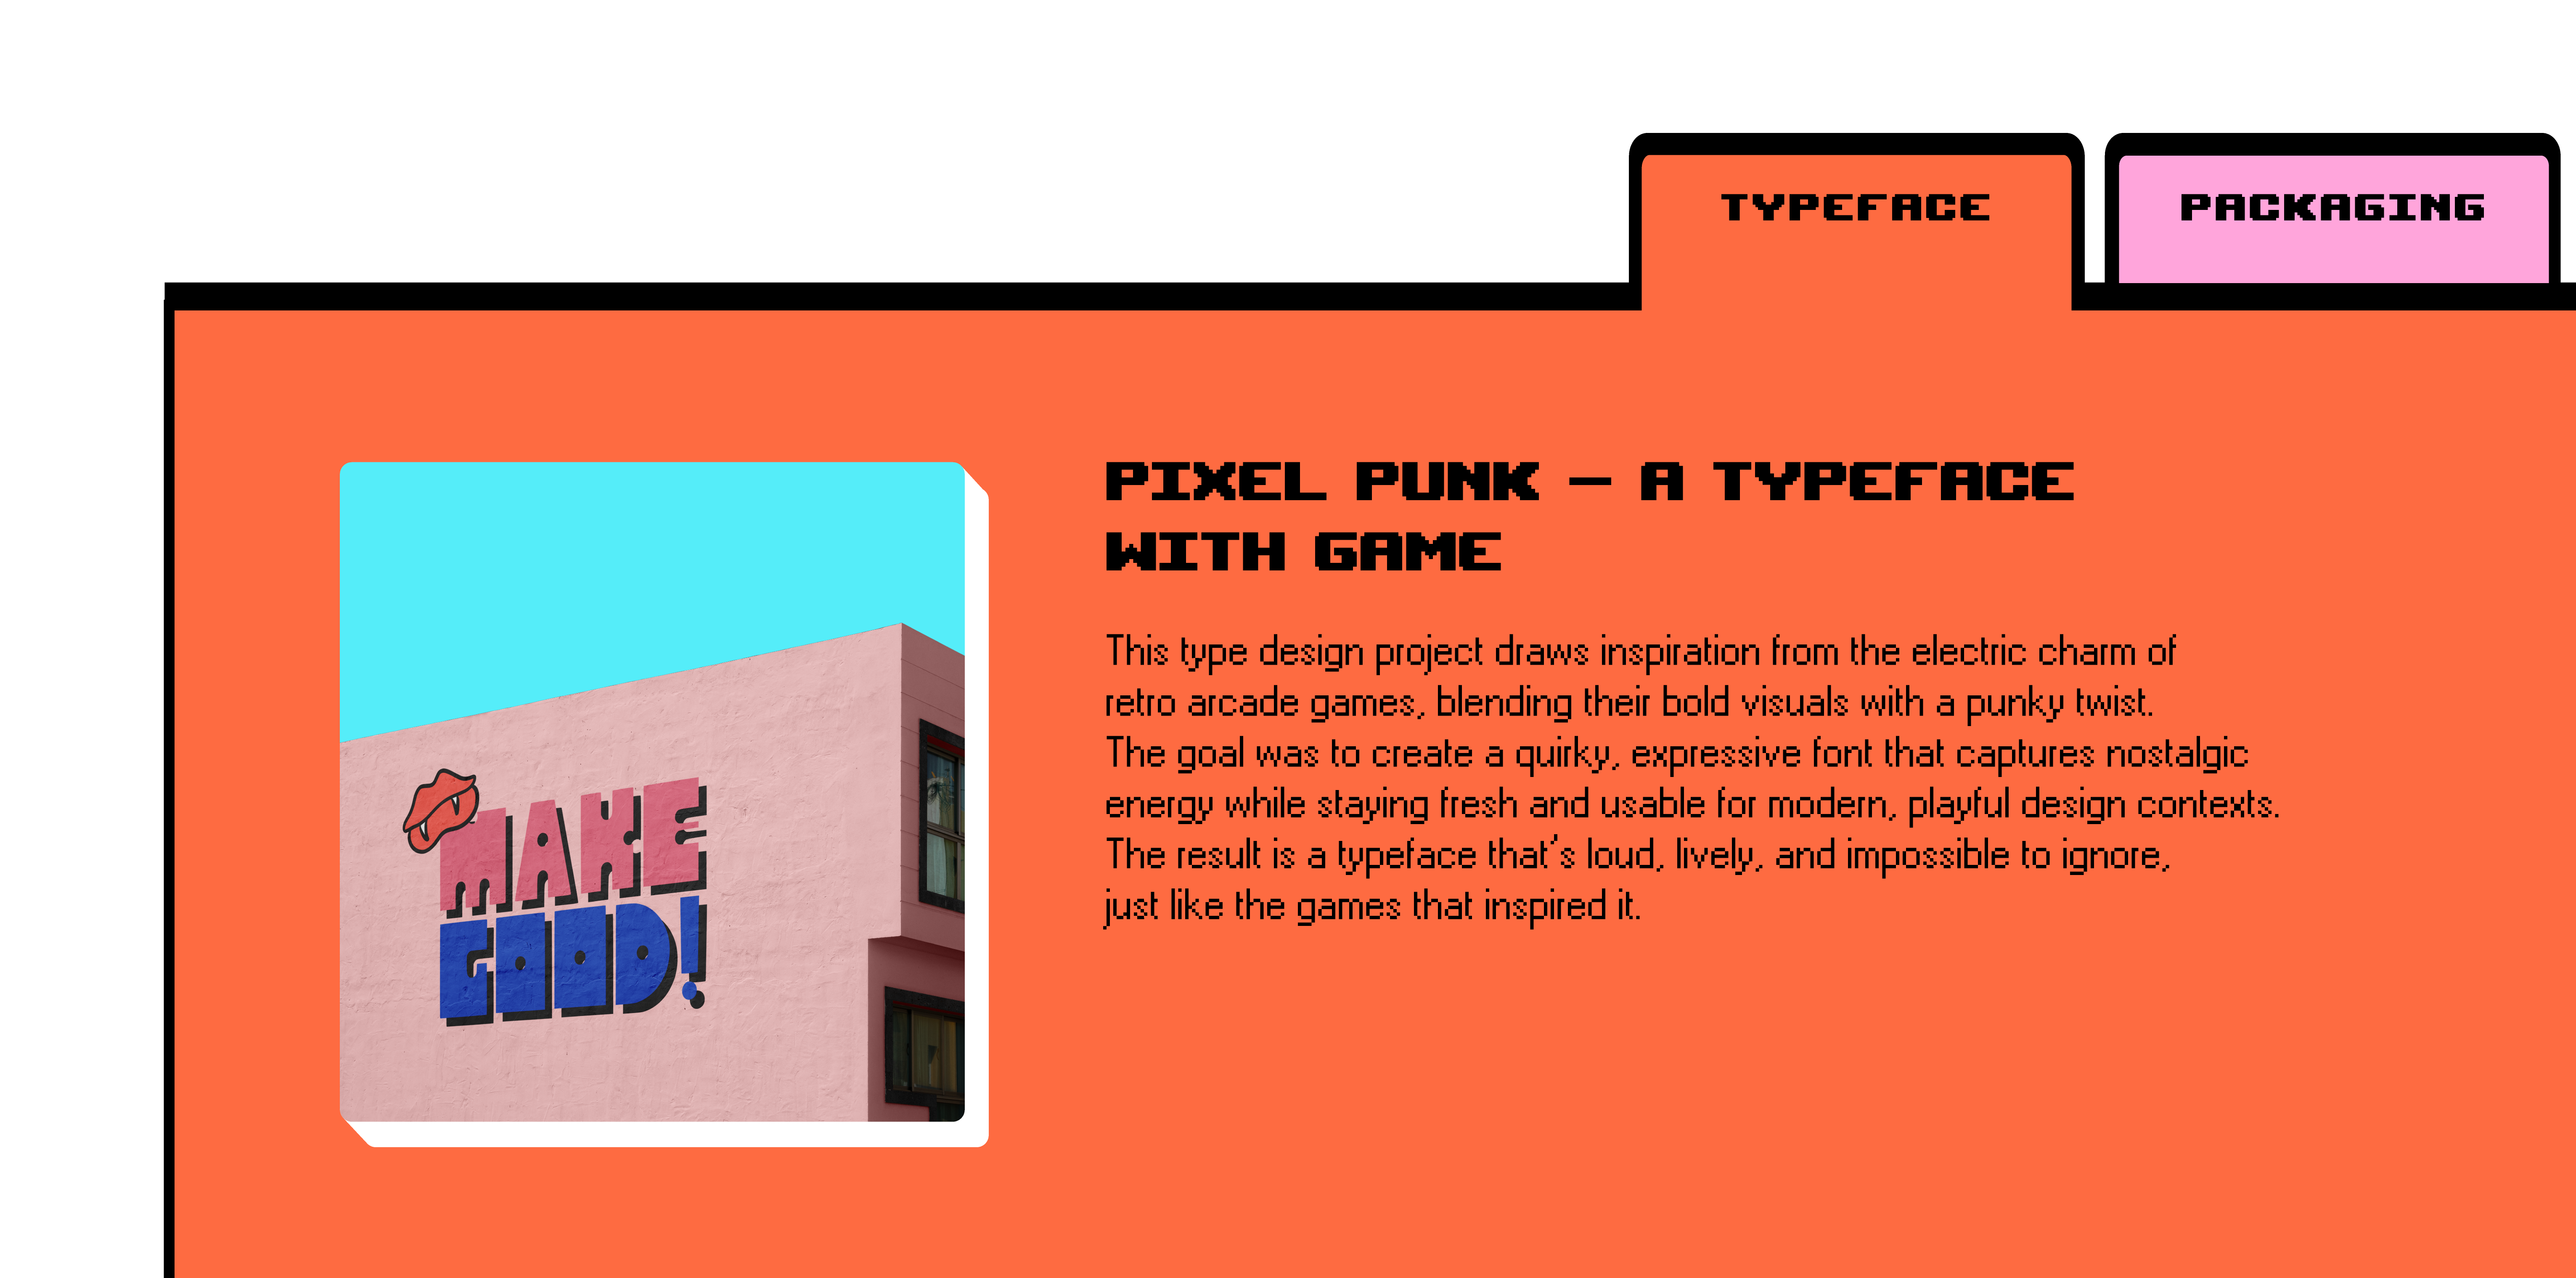 TYPEFACE
PACKAGING
PIXEL PUNK – A TYPEFACE
WITH GAME
This type design project draws inspiration from the electric charm of
retro arcade games, blending their bold visuals with a punky twist.
The goal was to create a quirky, expressive font that captures nostalgic
energy while staying fresh and usable for modern, playful design contexts.
The result is a typeface that's loud, lively, and impossible to ignore,
just like the games that inspired it.
MAKE
GOOD!